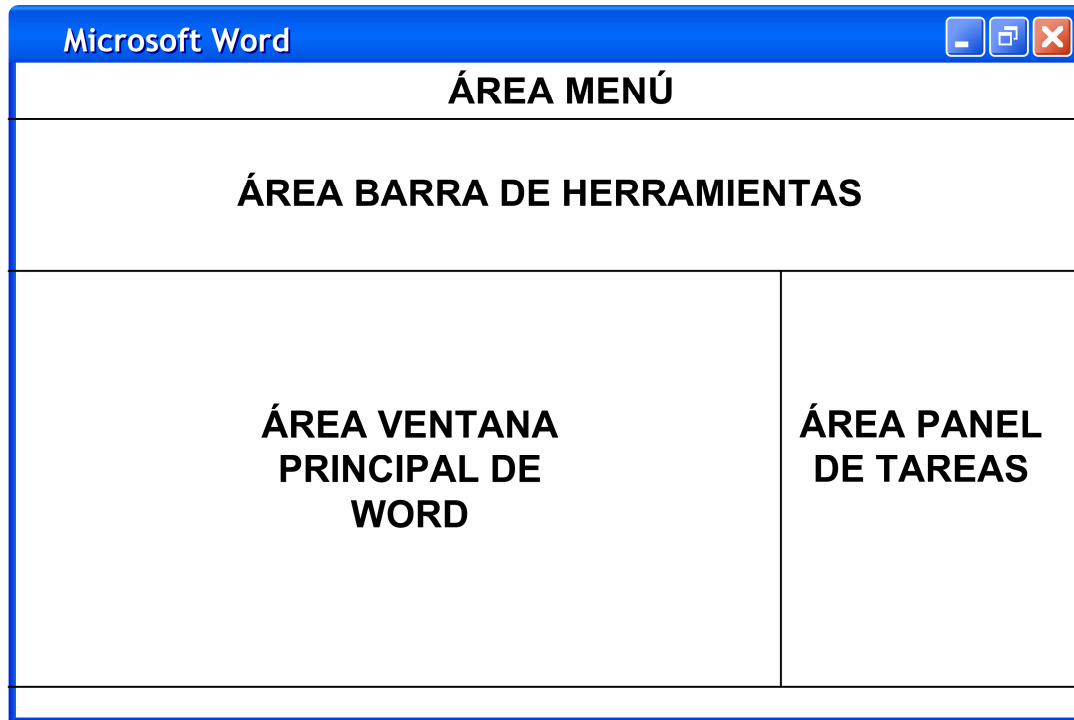 Microsoft Word
ÁREA MENÚ
ÁREA BARRA DE HERRAMIENTAS
ÁREA VENTANA
PRINCIPAL DE
WORD
ÁREA PANEL
DE TAREAS